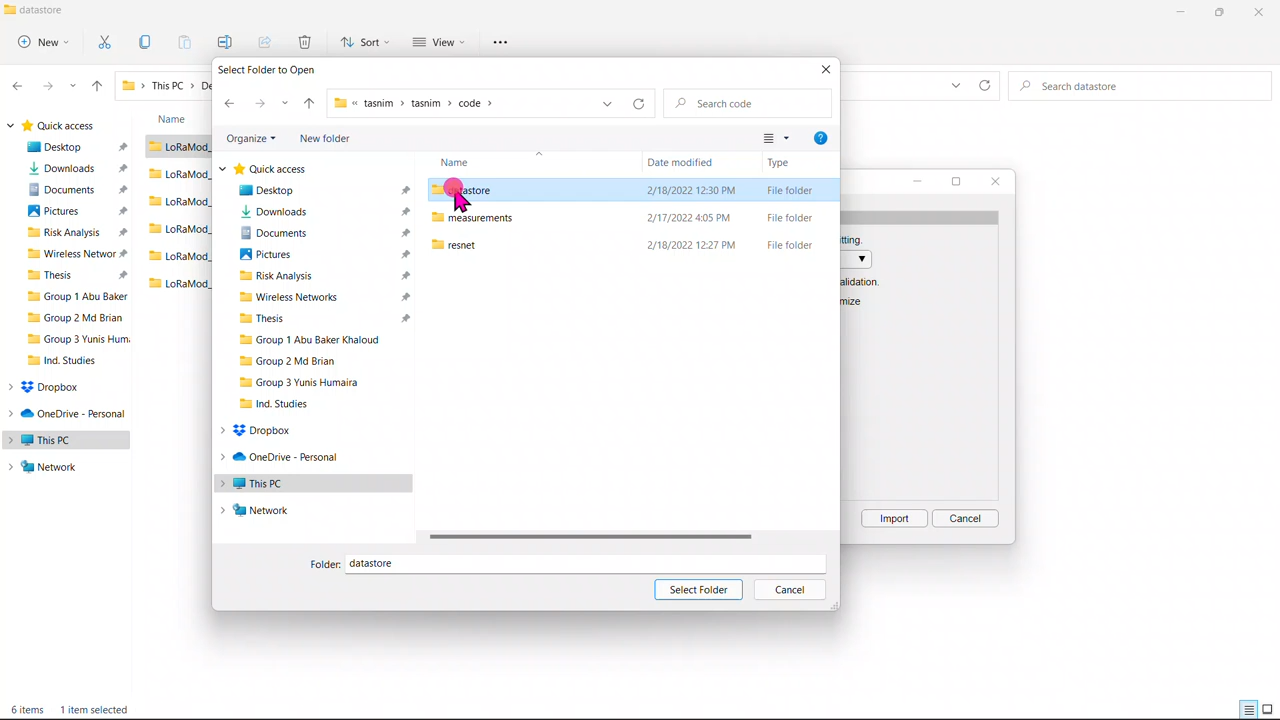 datastore
New
Sort
View
This PC
Search datastore
Quick access
Desktop
Downloads
Documents
Pictures
Risk Analysis
Wireless Networ
Thesis
Group 1 Abu Baker
Group 2 Md Brian
Group 3 Yunis Hum
Ind. Studies
Dropbox
OneDrive - Personal
This PC
Network
Name
LoRaMod_
LoRaMod_
LoRaMod_
LoRaMod_
LoRaMod_
LoRaMod_
Select Folder to Open
« tasnim › tasnim › code ›
Search code
Organize
New folder
Quick access
Desktop
Downloads
Documents
Pictures
Risk Analysis
Wireless Networks
Thesis
Group 1 Abu Baker Khaloud
Group 2 Md Brian
Group 3 Yunis Humaira
Ind. Studies
Dropbox
OneDrive - Personal
This PC
Network
Name Date modified Type
datastore 2/18/2022 12:30 PM File folder
measurements 2/17/2022 4:05 PM File folder
resnet 2/18/2022 12:27 PM File folder
Folder: datastore
Select Folder Cancel
itting.
alidation.
mize
Import Cancel
6 items 1 item selected